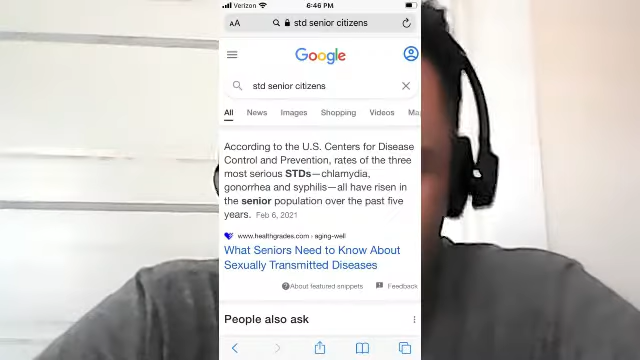 Verizon 6:46 PM
AA std senior citizens
Google
std senior citizens
All News Images Shopping Videos
According to the U.S. Centers for Disease
Control and Prevention, rates of the three
most serious STDs—chlamydia,
gonorrhea and syphilis—all have risen in
the senior population over the past five
years. Feb 6, 2021
www.healthgrades.com › aging-well
What Seniors Need to Know About
Sexually Transmitted Diseases
About featured snippets Feedback
People also ask